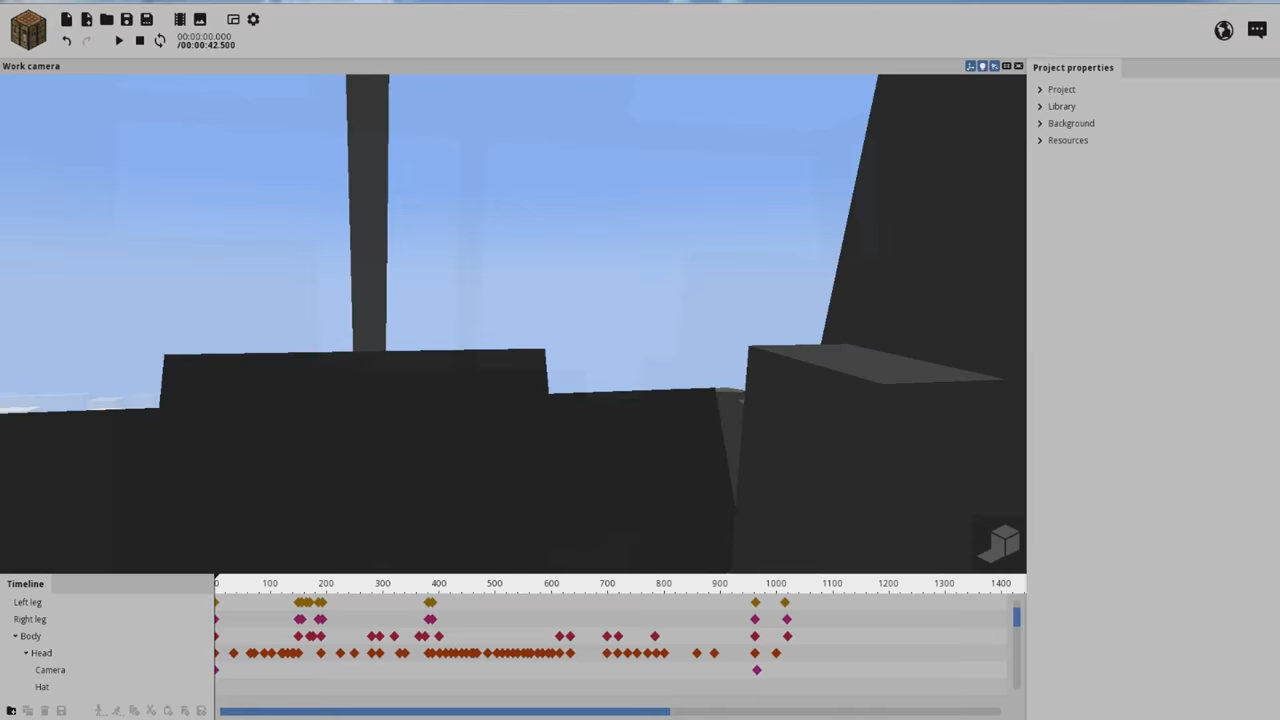 00:00:00.000
/00:00:42.500
Work camera
Project properties
Project
Library
Background
Resources
Timeline
0 100 200 300 400 500 600 700 800 900 1000 1100 1200 1300 1400
Left leg
Right leg
Body
Head
Camera
Hat